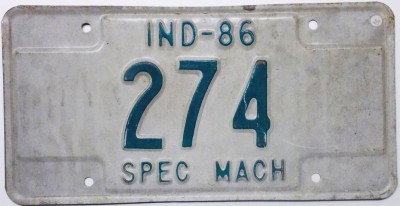 IND-86
274
SPEC MACH